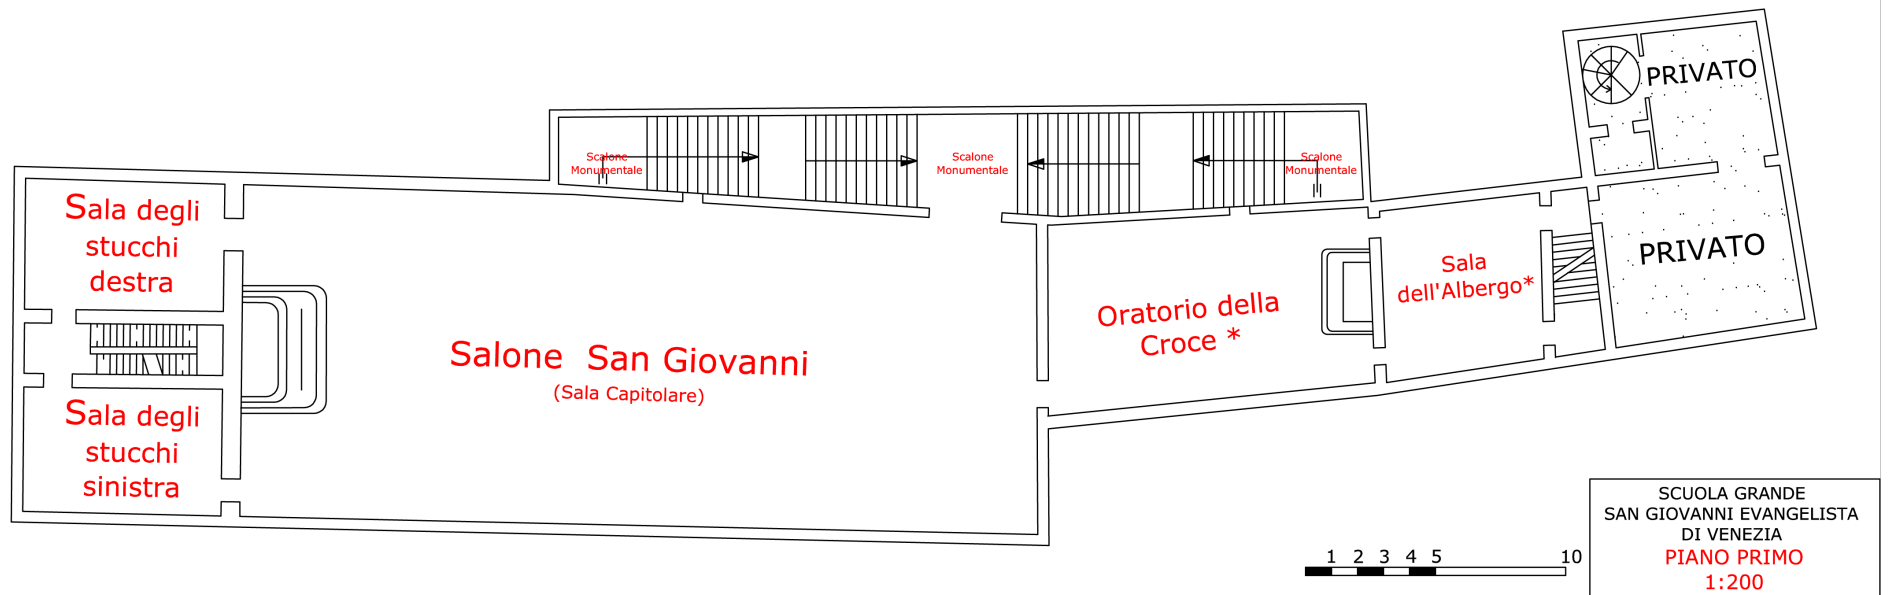 Sala degli
stucchi
destra
Sala degli
stucchi
sinistra
Salone San Giovanni
(Sala Capitolare)
Scalone
Monumentale
Scalone
Monumentale
Scalone
Monumentale
Oratorio della
Croce *
Sala
dell'Albergo*
PRIVATO
PRIVATO
1 2 3 4 5 10
SCUOLA GRANDE
SAN GIOVANNI EVANGELISTA
DI VENEZIA
PIANO PRIMO
1:200